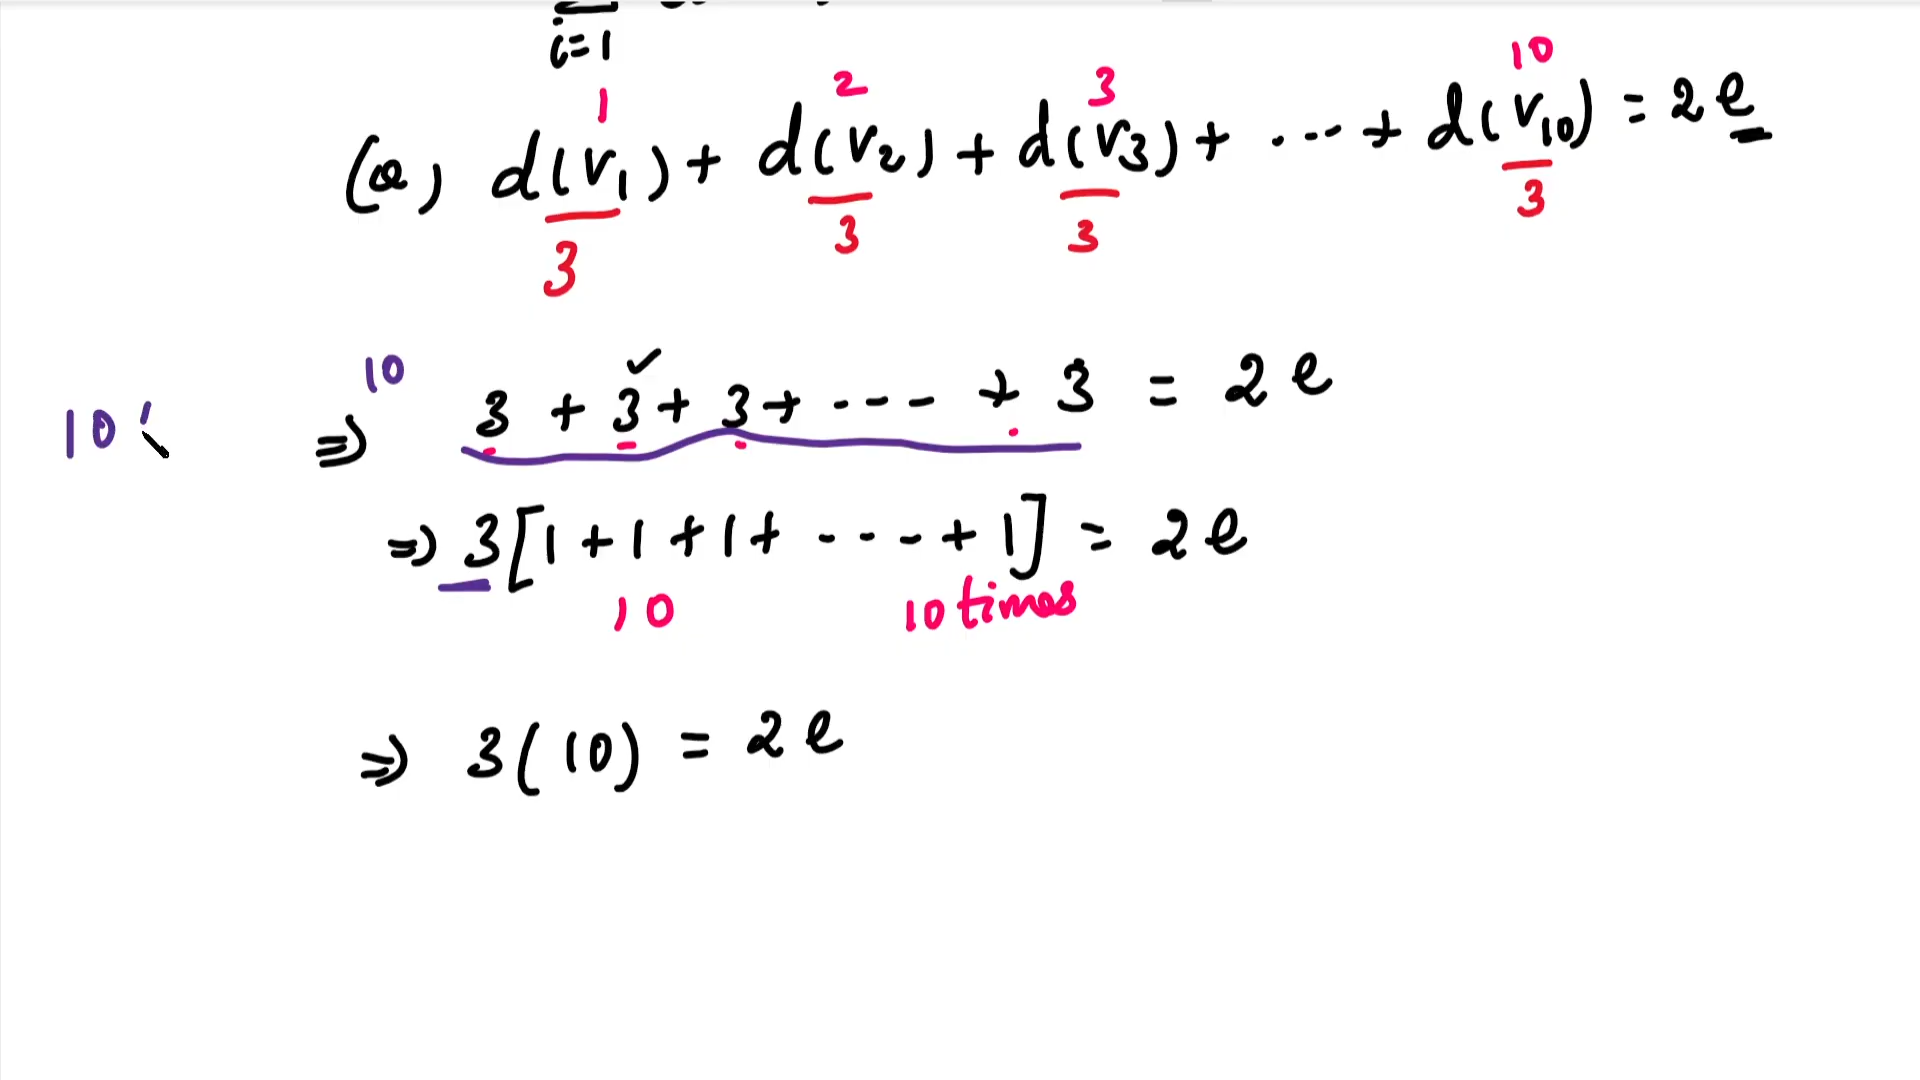 i=1
1 2 3 10
(or) d(v₁) + d(v₂) + d(v₃) + ... + d(v₁₀) = 2e
3 3 3 3
10
10 ⇒ 3 + 3 + 3 + ---- + 3 = 2e
⇒ 3[1+1+1+ ----+1] = 2e
10 10 times
⇒ 3(10) = 2e